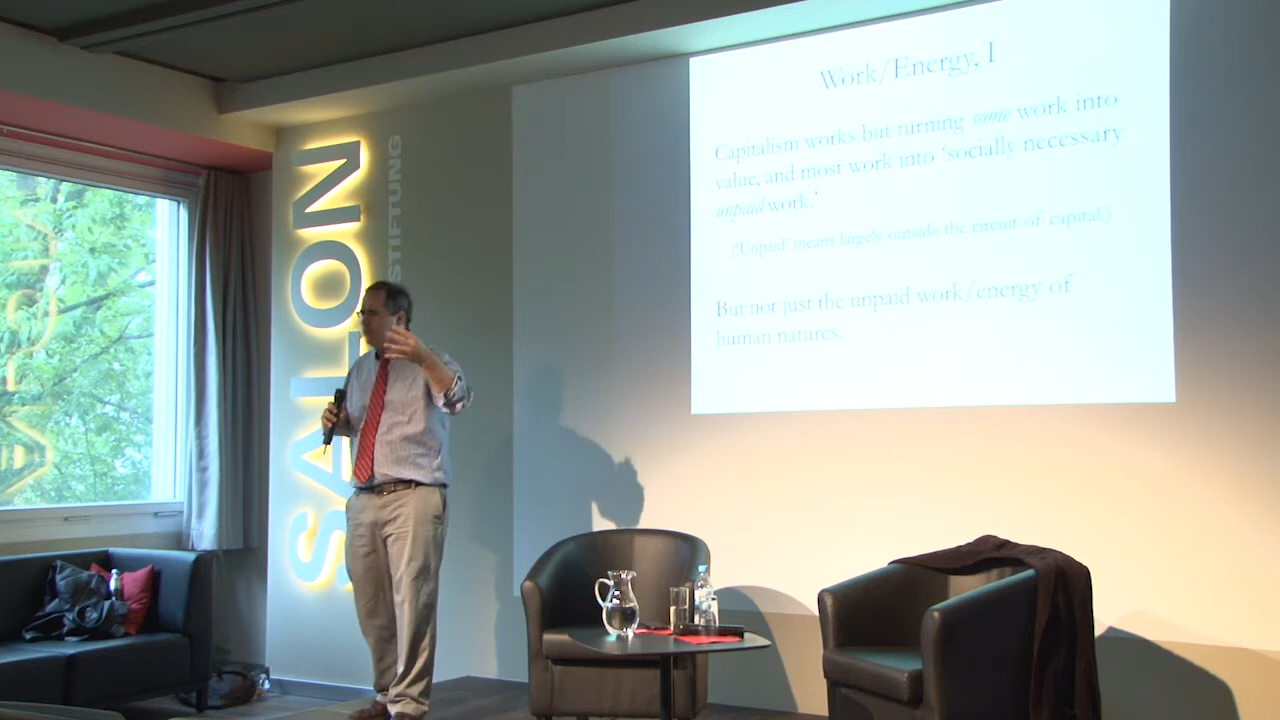 SALON
STIFTUNG
Work/Energy, I
Capitalism works but turning some work into
value, and most work into 'socially necessary
unpaid work.'
('Unpaid' means largely outside the circuit of capital.)
But not just the unpaid work/energy of
human natures.